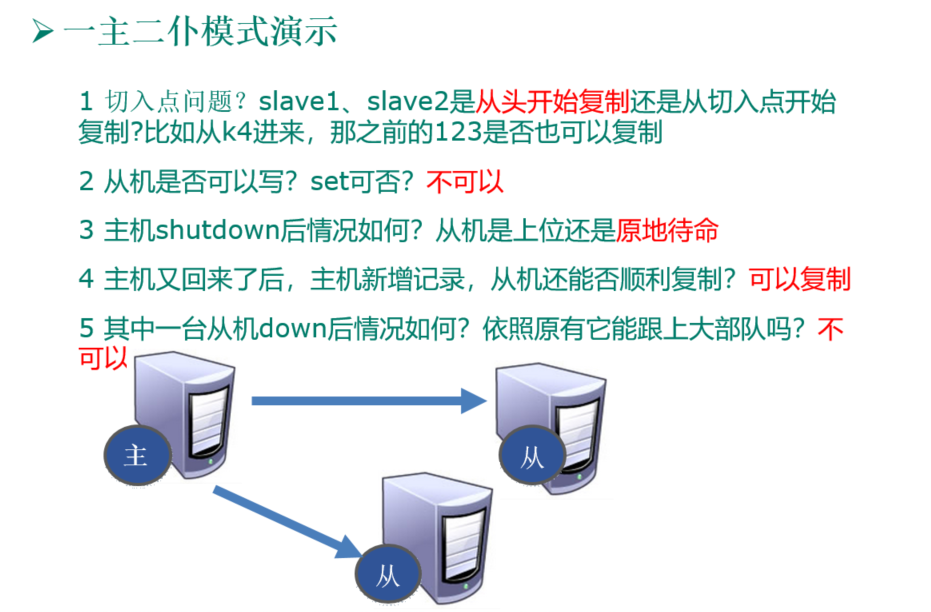 ➢一主二仆模式演示
1 切入点问题？slave1、slave2是从头开始复制还是从切入点开始
复制?比如从k4进来，那之前的123是否也可以复制
2 从机是否可以写？set可否？不可以
3 主机shutdown后情况如何？从机是上位还是原地待命
4 主机又回来了后，主机新增记录，从机还能否顺利复制？可以复制
5 其中一台从机down后情况如何？依照原有它能跟上大部队吗？不
可以
主
从
从